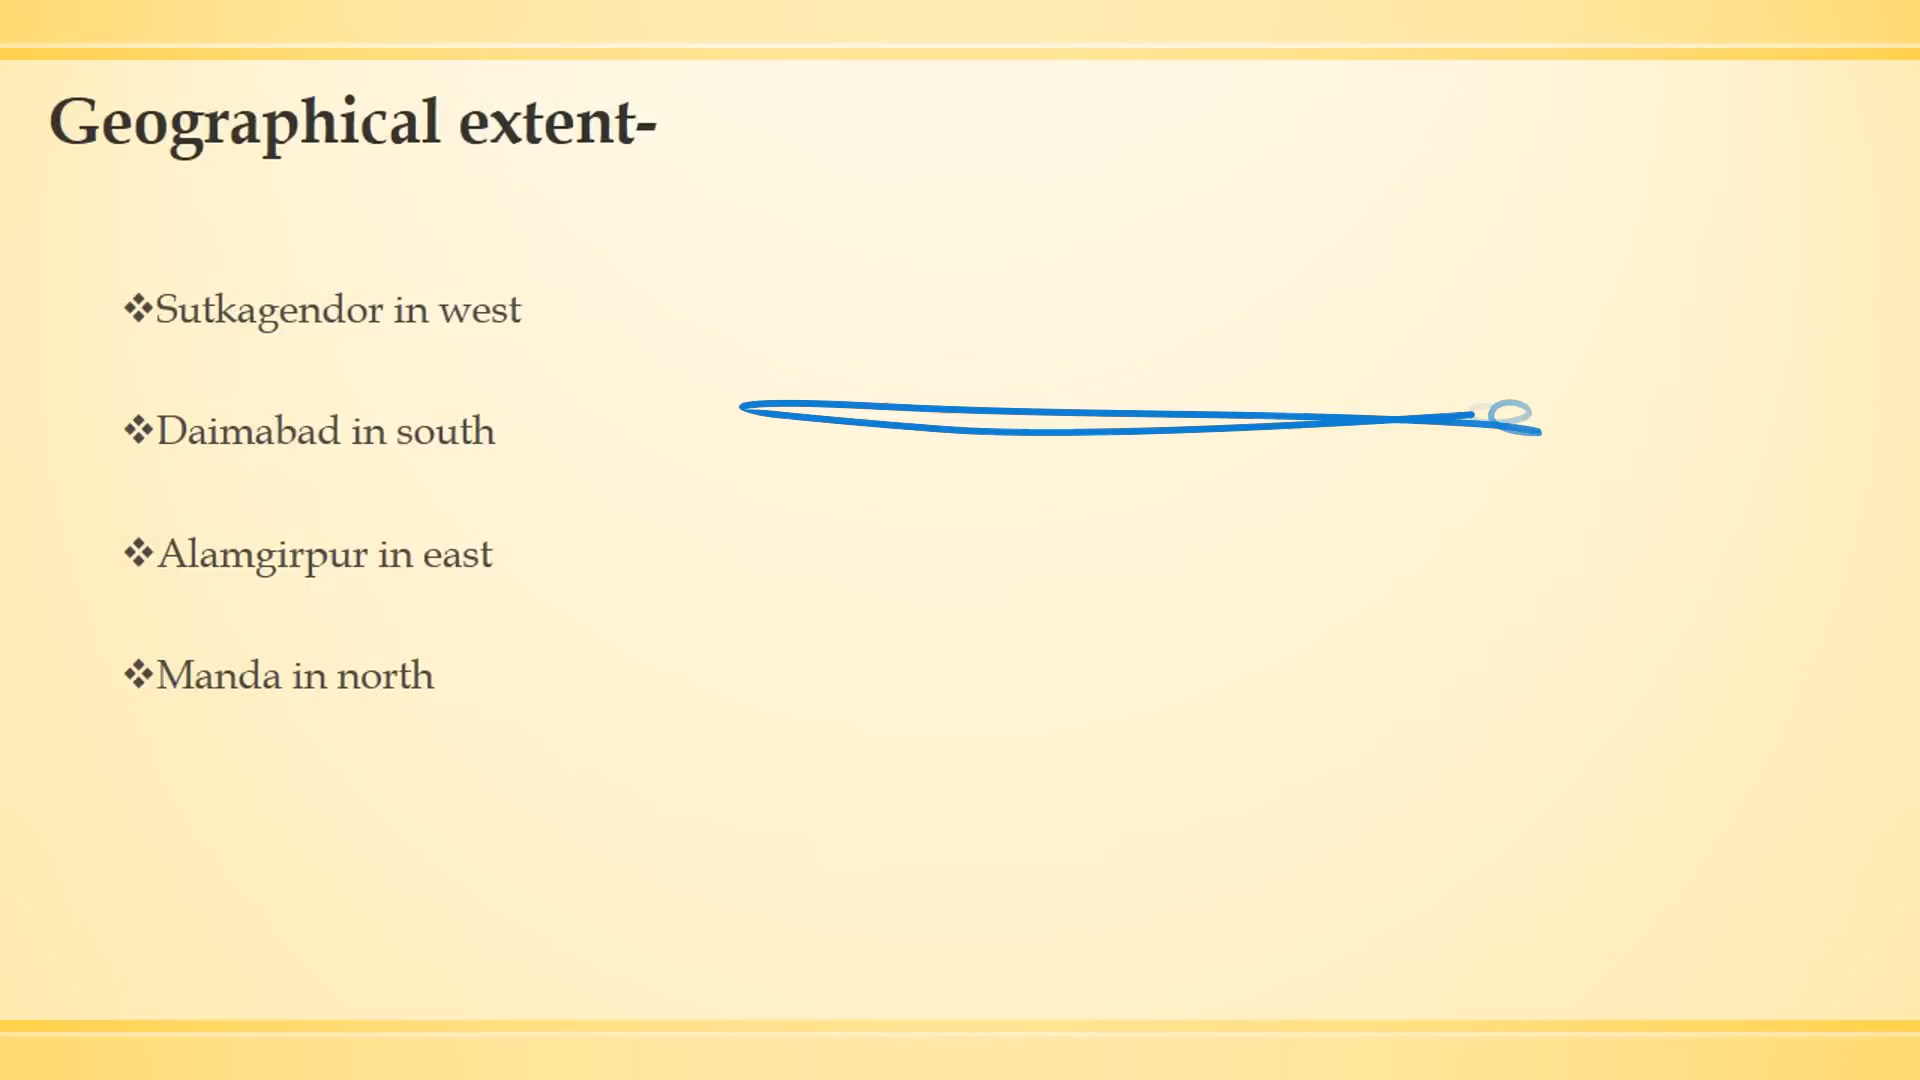 Geographical extent-
❖Sutkagendor in west
❖Daimabad in south
❖Alamgirpur in east
❖Manda in north